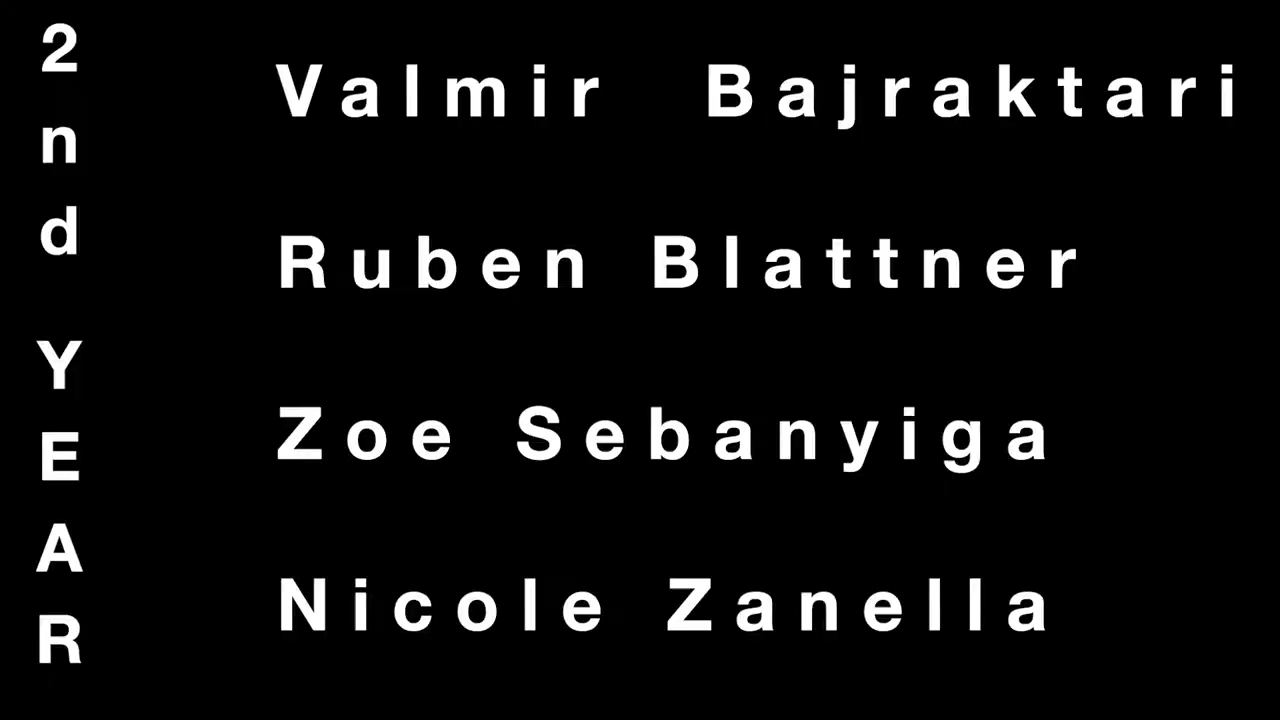 2nd YEAR
Valmir Bajraktari
Ruben Blattner
Zoe Sebanyiga
Nicole Zanella